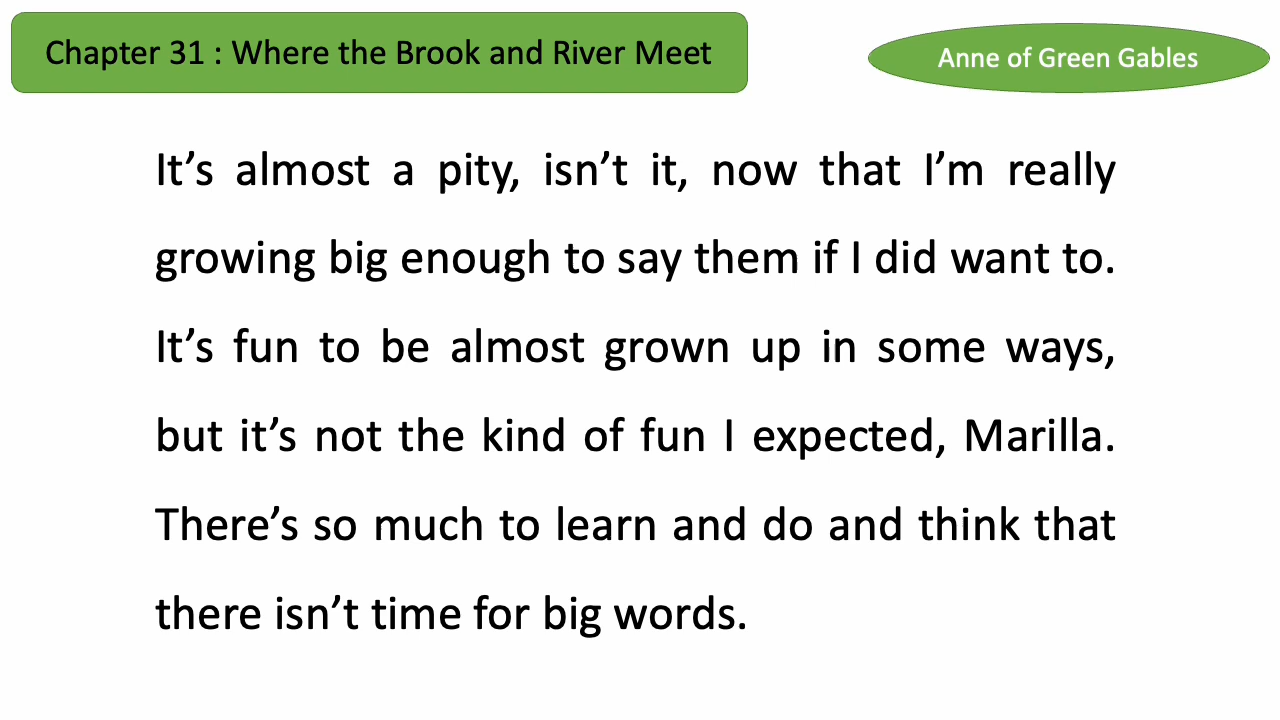 Chapter 31 : Where the Brook and River Meet
Anne of Green Gables
It’s almost a pity, isn’t it, now that I’m really
growing big enough to say them if I did want to.
It’s fun to be almost grown up in some ways,
but it’s not the kind of fun I expected, Marilla.
There’s so much to learn and do and think that
there isn’t time for big words.